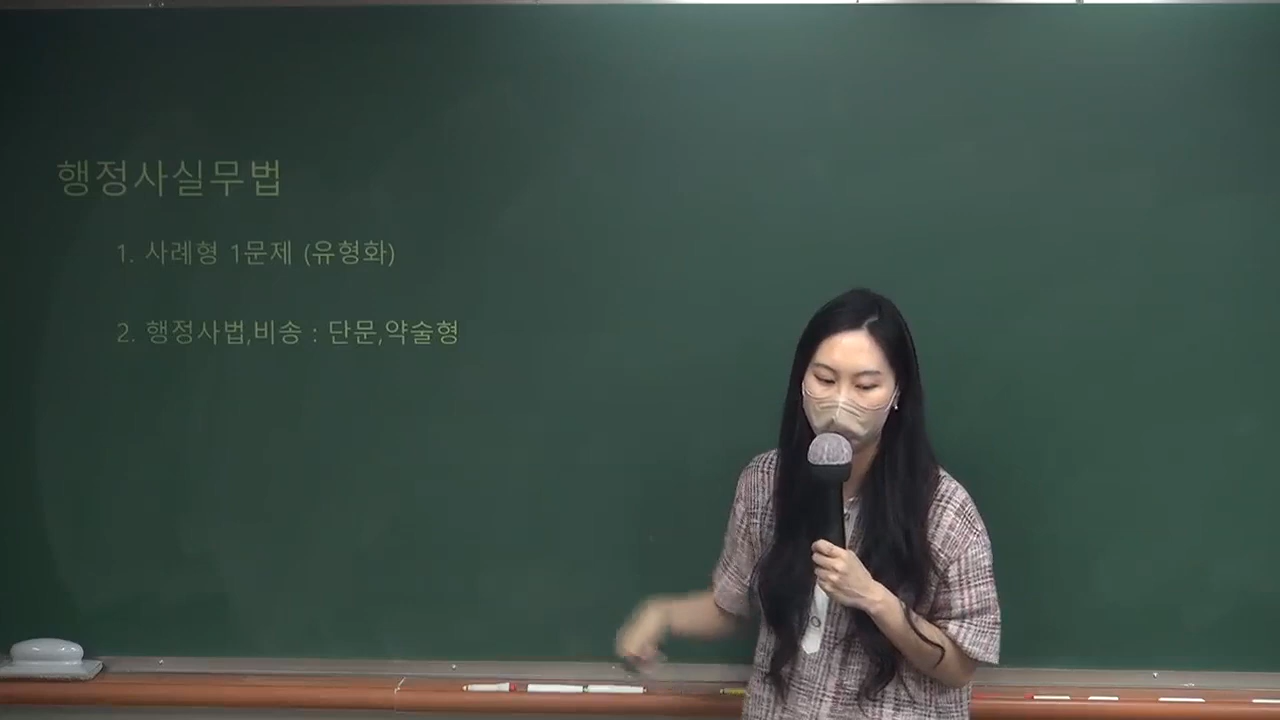 행정사실무법
1. 사례형 1문제 (유형화)
2. 행정사법,비송 : 단문,약술형